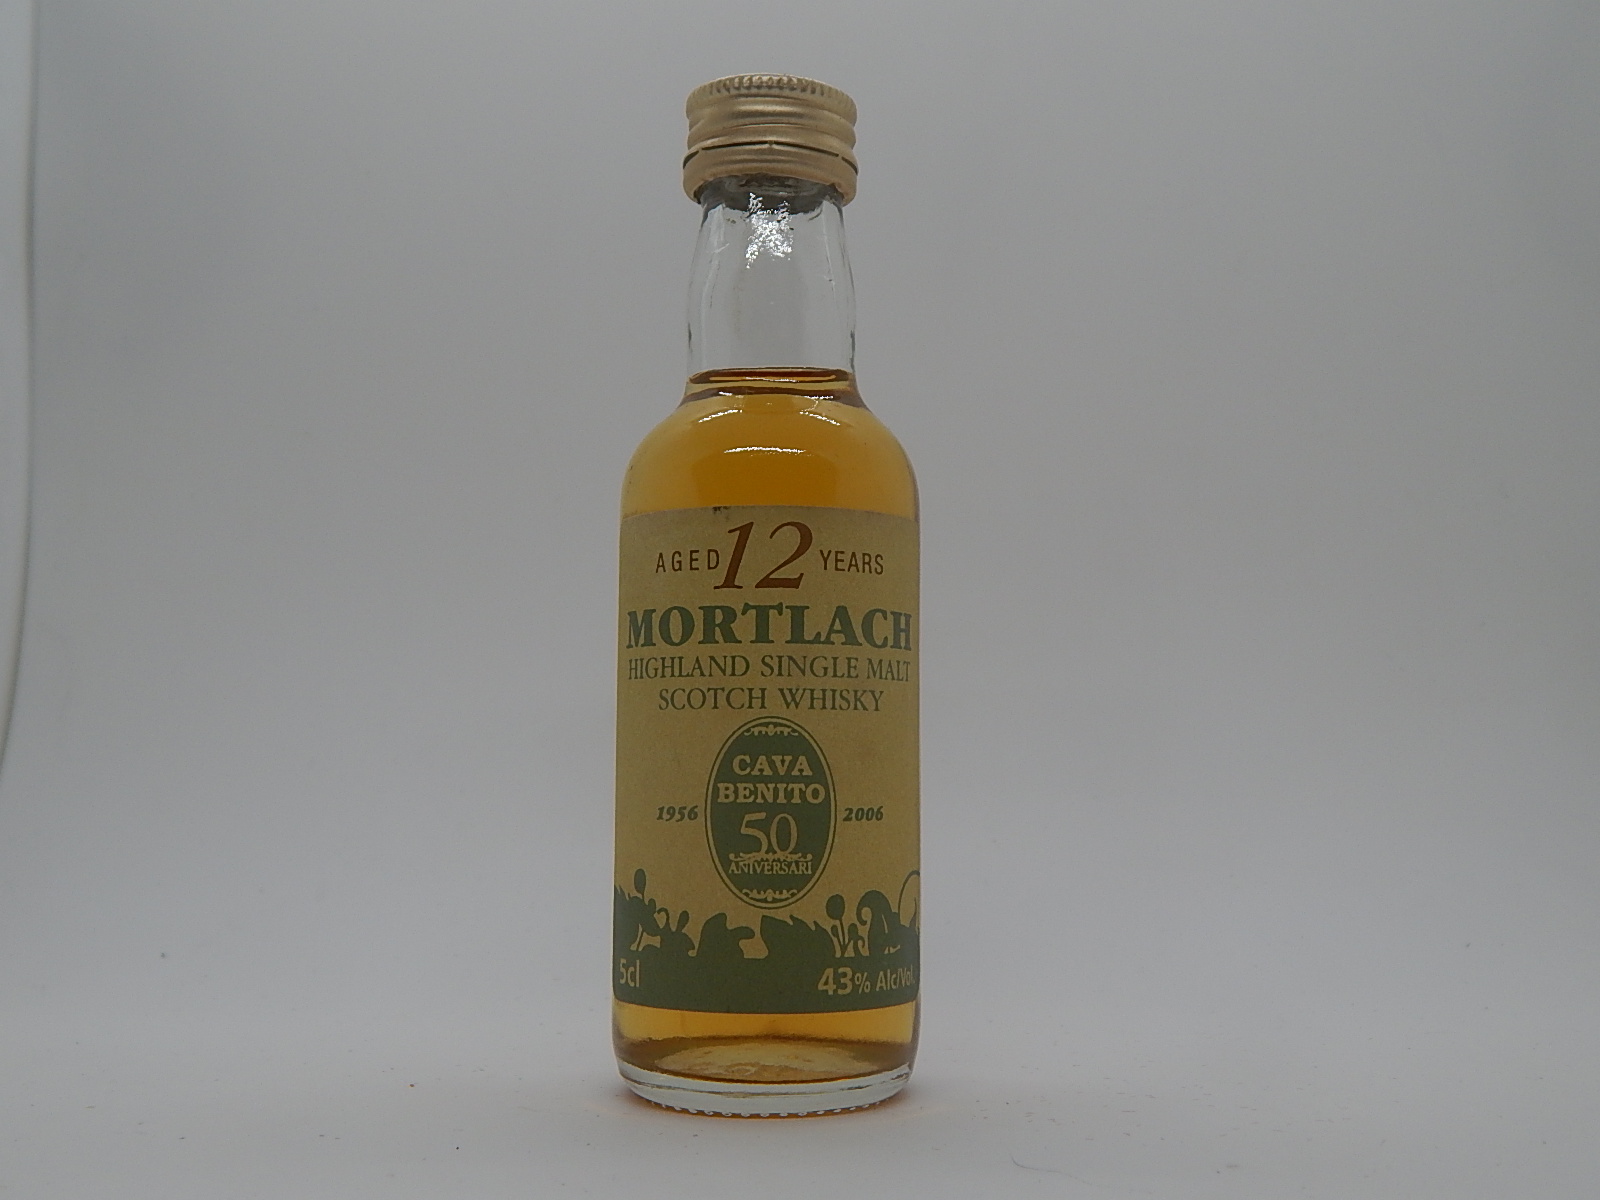 AGED 12 YEARS
MORTLACH
HIGHLAND SINGLE MALT
SCOTCH WHISKY
CAVA
BENITO
1956 50 2006
ANIVERSARI
5cl 43% Alc/Vol.